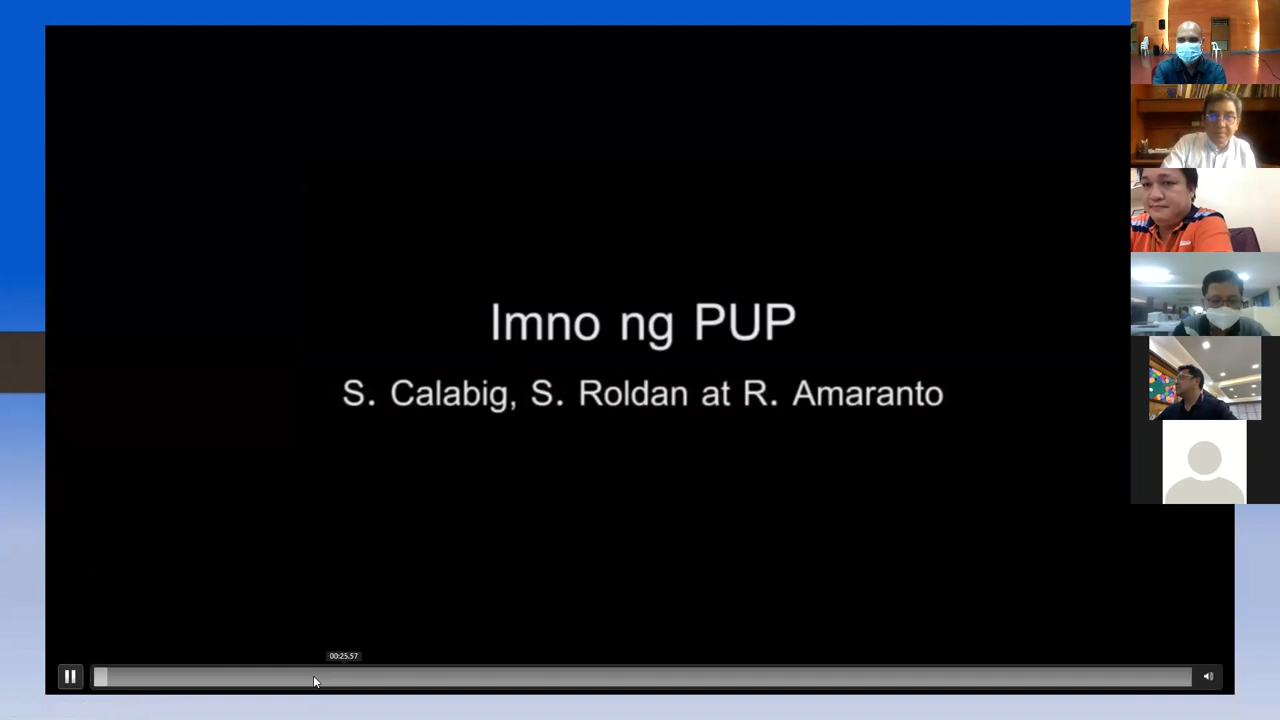 Imno ng PUP
S. Calabig, S. Roldan at R. Amaranto
00:25.57